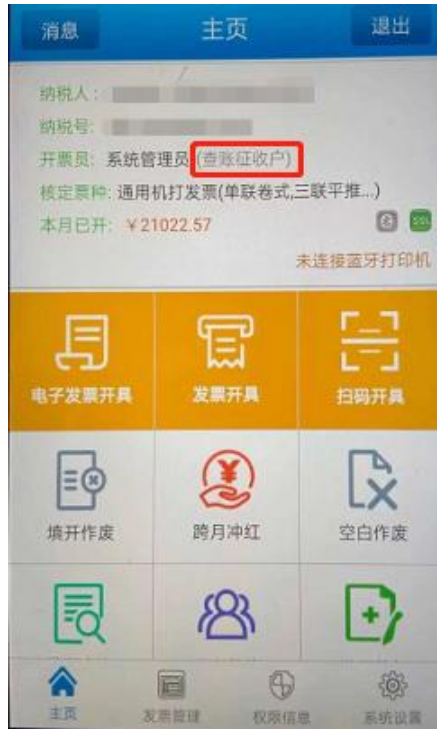 消息 主页 退出
纳税人:
纳税号:
开票员: 系统管理员 (查账征收户)
核定票种: 通用机打发票(单联卷式,三联平推...)
本月已开: ￥21022.57
SSL
未连接蓝牙打印机
电子发票开具 发票开具 扫码开具
填开作废 跨月冲红 空白作废
主页 发票管理 权限信息 系统设置